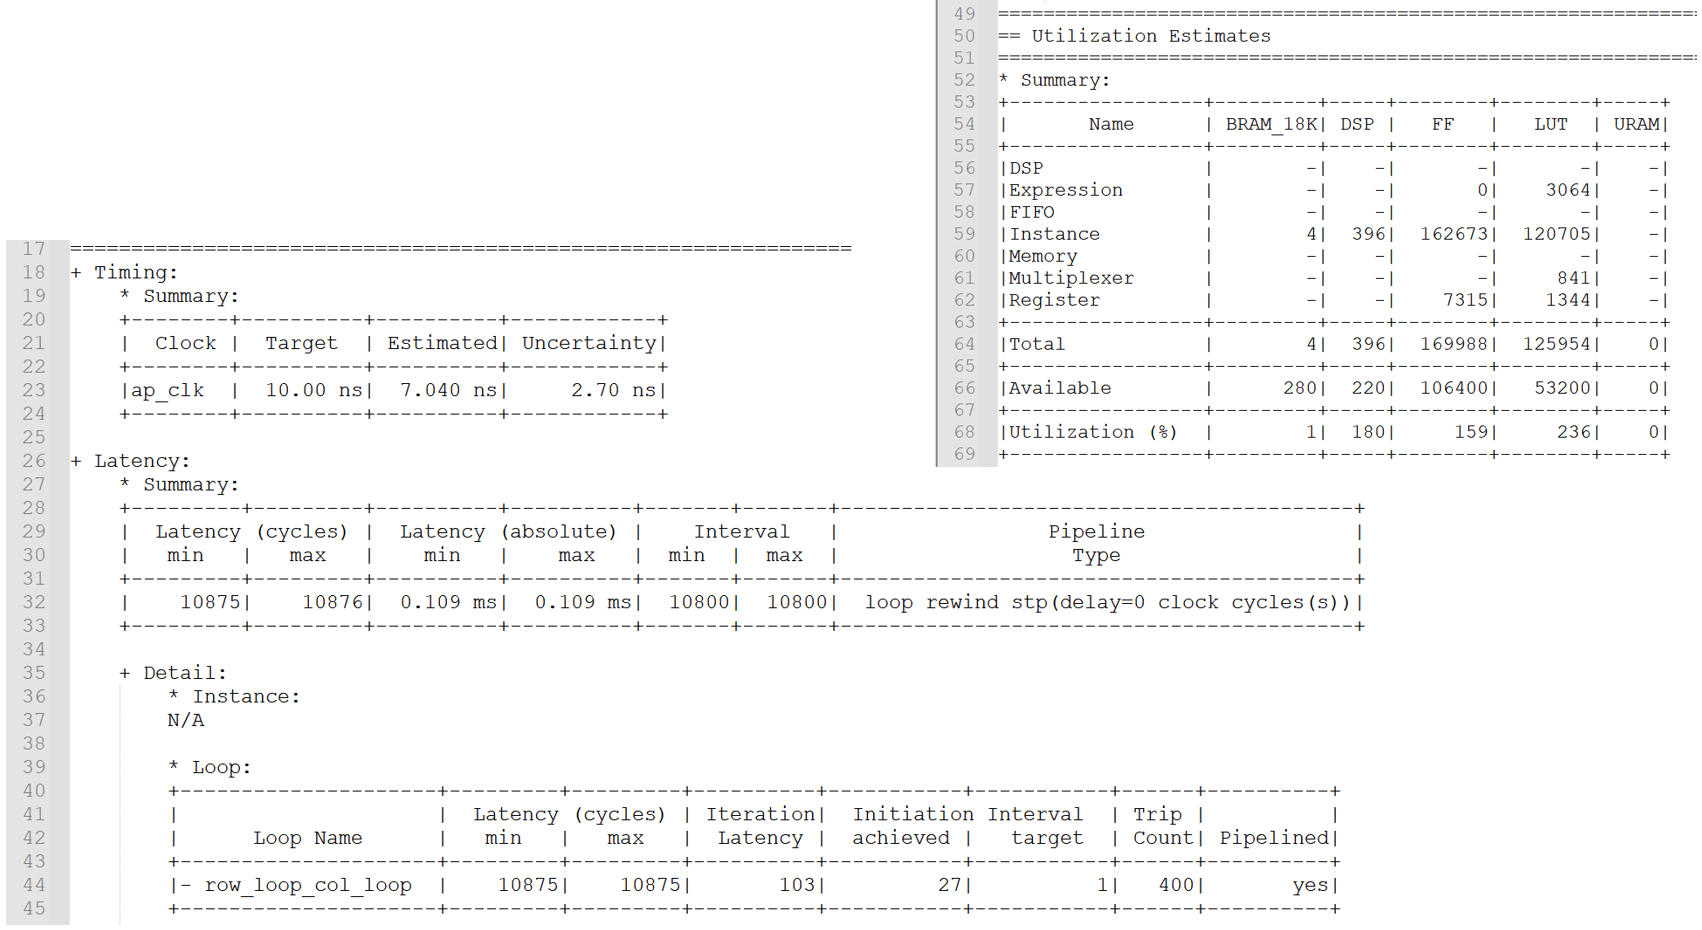 49 ==============================================================
50 == Utilization Estimates
51 ==============================================================
52 * Summary:
53 +-----------------+---------+-----+--------+--------+-----+
54 |       Name      | BRAM_18K| DSP |   FF   |   LUT  | URAM|
55 +-----------------+---------+-----+--------+--------+-----+
56 |DSP              |        -|    -|       -|       -|    -|
57 |Expression       |        -|    -|       0|    3064|    -|
58 |FIFO             |        -|    -|       -|       -|    -|
59 |Instance         |        4|  396|  162673|  120705|    -|
60 |Memory           |        -|    -|       -|       -|    -|
61 |Multiplexer      |        -|    -|       -|     841|    -|
62 |Register         |        -|    -|    7315|    1344|    -|
63 +-----------------+---------+-----+--------+--------+-----+
64 |Total            |        4|  396|  169988|  125954|    0|
65 +-----------------+---------+-----+--------+--------+-----+
66 |Available        |      280|  220|  106400|   53200|    0|
67 +-----------------+---------+-----+--------+--------+-----+
68 |Utilization (%)  |        1|  180|     159|     236|    0|
69 +-----------------+---------+-----+--------+--------+-----+
17 ================================================================
18 + Timing:
19     * Summary:
20     +--------+----------+----------+------------+
21     |  Clock |  Target  | Estimated| Uncertainty|
22     +--------+----------+----------+------------+
23     |ap_clk  |  10.00 ns|  7.040 ns|     2.70 ns|
24     +--------+----------+----------+------------+
25
26 + Latency:
27     * Summary:
28     +---------+---------+----------+----------+-------+-------+------------------------------------------+
29     |  Latency (cycles) |  Latency (absolute) |    Interval   |                 Pipeline                 |
30     |   min   |   max   |    min   |    max   |  min  |  max  |                   Type                   |
31     +---------+---------+----------+----------+-------+-------+------------------------------------------+
32     |    10875|    10876|  0.109 ms|  0.109 ms|  10800|  10800|  loop rewind stp(delay=0 clock cycles(s))|
33     +---------+---------+----------+----------+-------+-------+------------------------------------------+
34
35     + Detail:
36         * Instance:
37         N/A
38
39         * Loop:
40         +---------------------+---------+---------+----------+-----------+-----------+------+----------+
41         |                     |  Latency (cycles) | Iteration|  Initiation Interval  | Trip |          |
42         |      Loop Name      |   min   |   max   |  Latency |  achieved |   target  | Count| Pipelined|
43         +---------------------+---------+---------+----------+-----------+-----------+------+----------+
44         |- row_loop_col_loop  |    10875|    10875|       103|         27|          1|   400|       yes|
45         +---------------------+---------+---------+----------+-----------+-----------+------+----------+